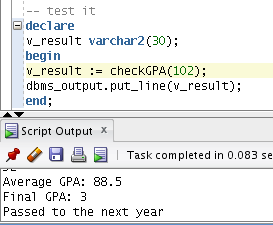 -- test it
declare
v_result varchar2(30);
begin
v_result := checkGPA(102);
dbms_output.put_line(v_result);
end;
Script Output x
Task completed in 0.083 se
Average GPA: 88.5
Final GPA: 3
Passed to the next year